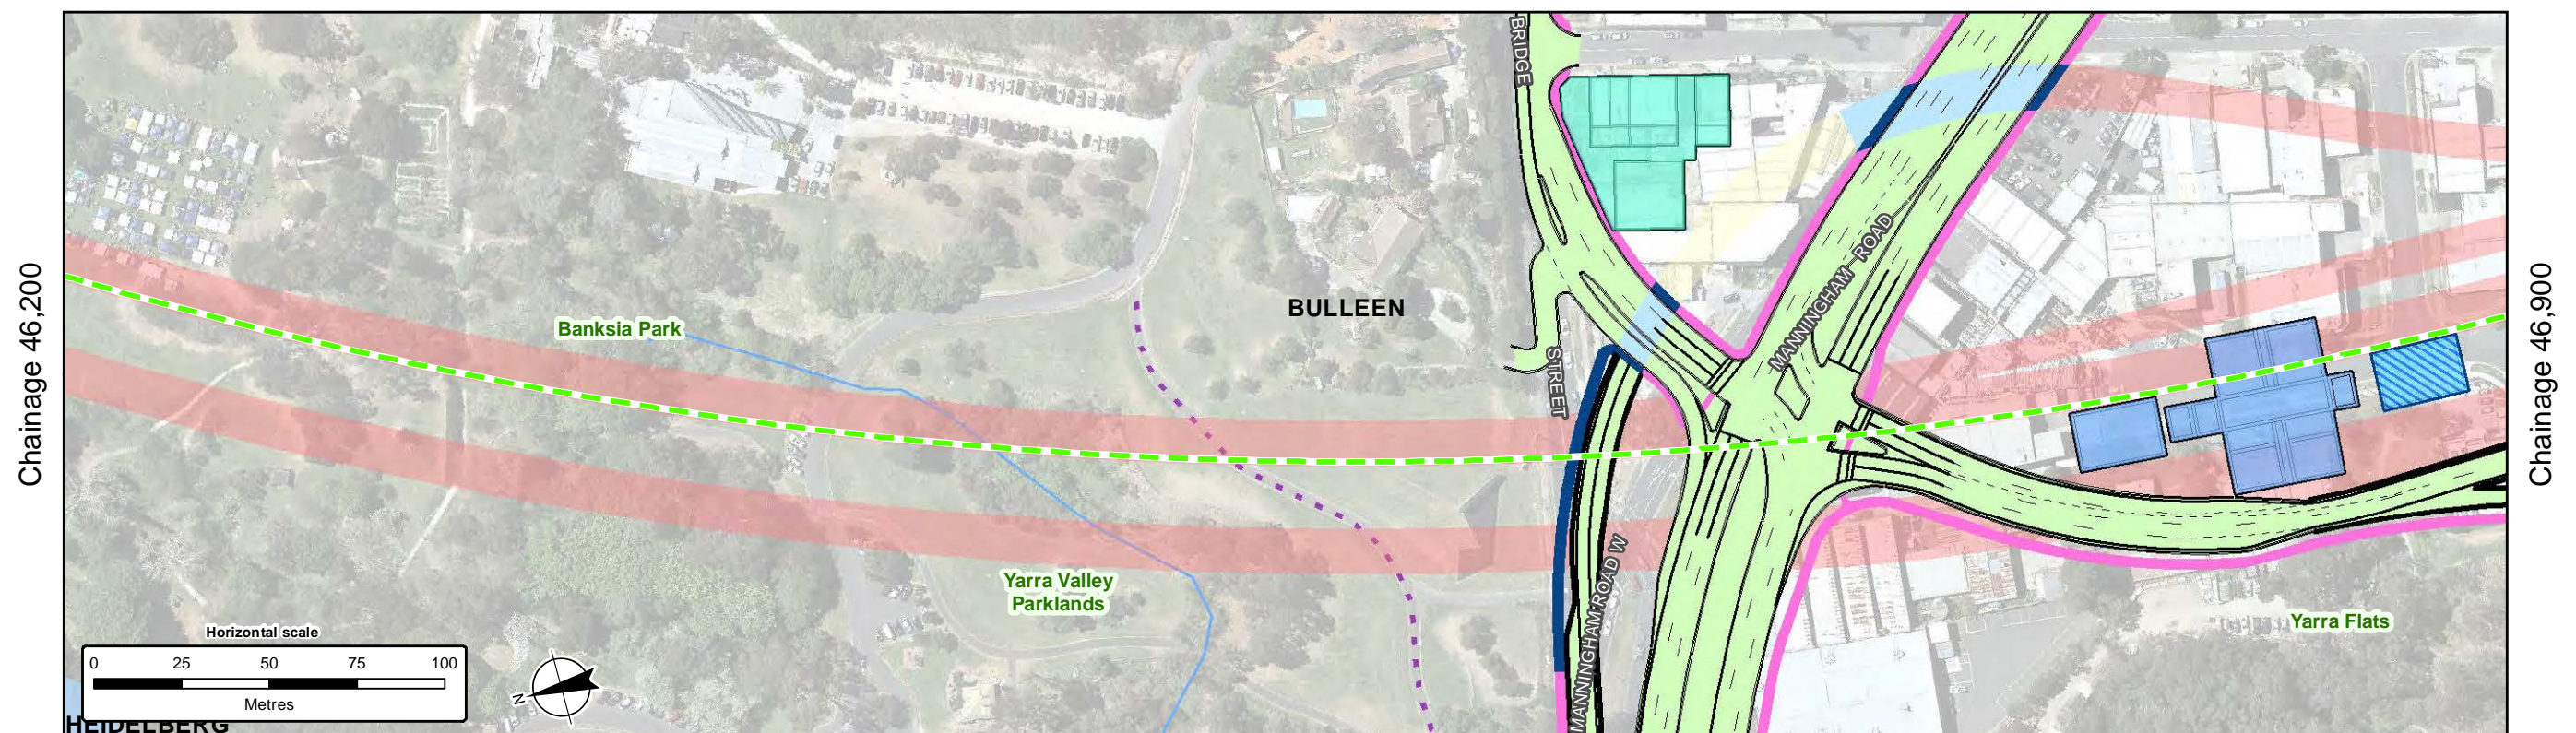 BRIDGE
STREET
MANNINGHAM ROAD
MANNINGHAM ROAD W
Chainage 46,200
Chainage 46,900
Banksia Park
BULLEEN
Yarra Valley
Parklands
Yarra Flats
Horizontal scale
0 25 50 75 100
Metres
N
HEIDELBERG